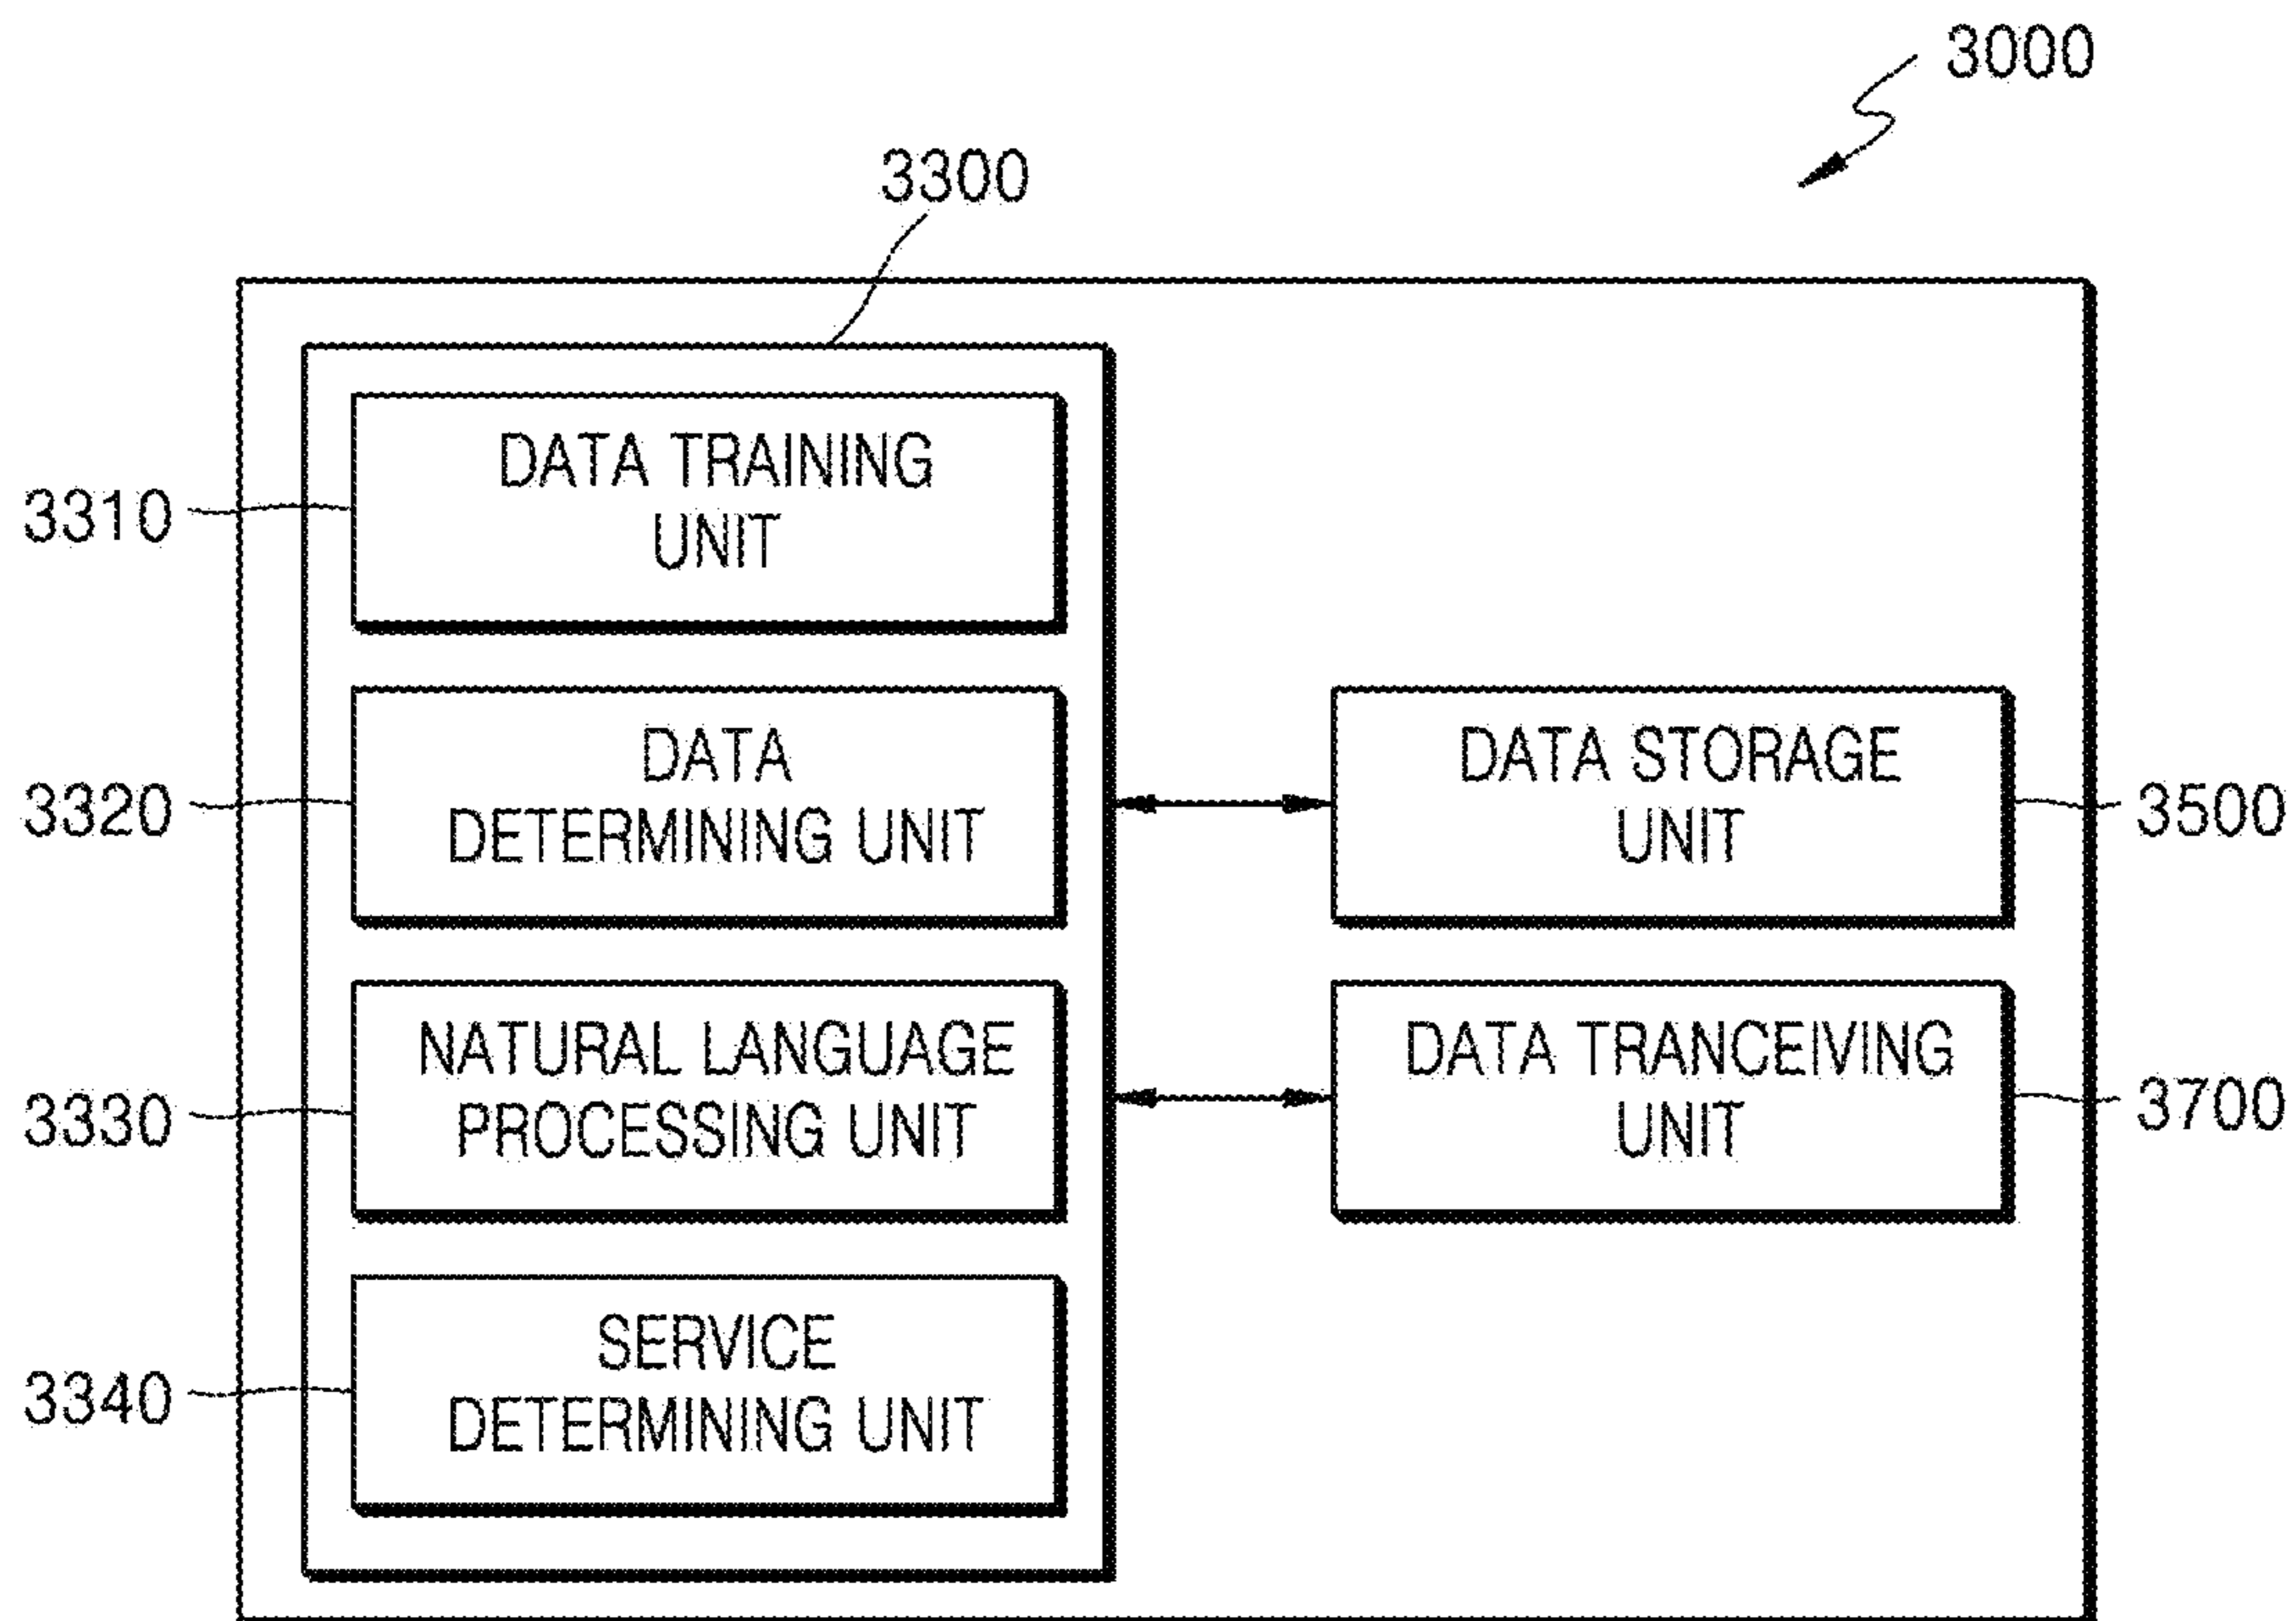 3000
3300
3310
DATA TRAINING
UNIT
3320
DATA
DETERMINING UNIT
DATA STORAGE
UNIT
3500
3330
NATURAL LANGUAGE
PROCESSING UNIT
DATA TRANCEIVING
UNIT
3700
3340
SERVICE
DETERMINING UNIT